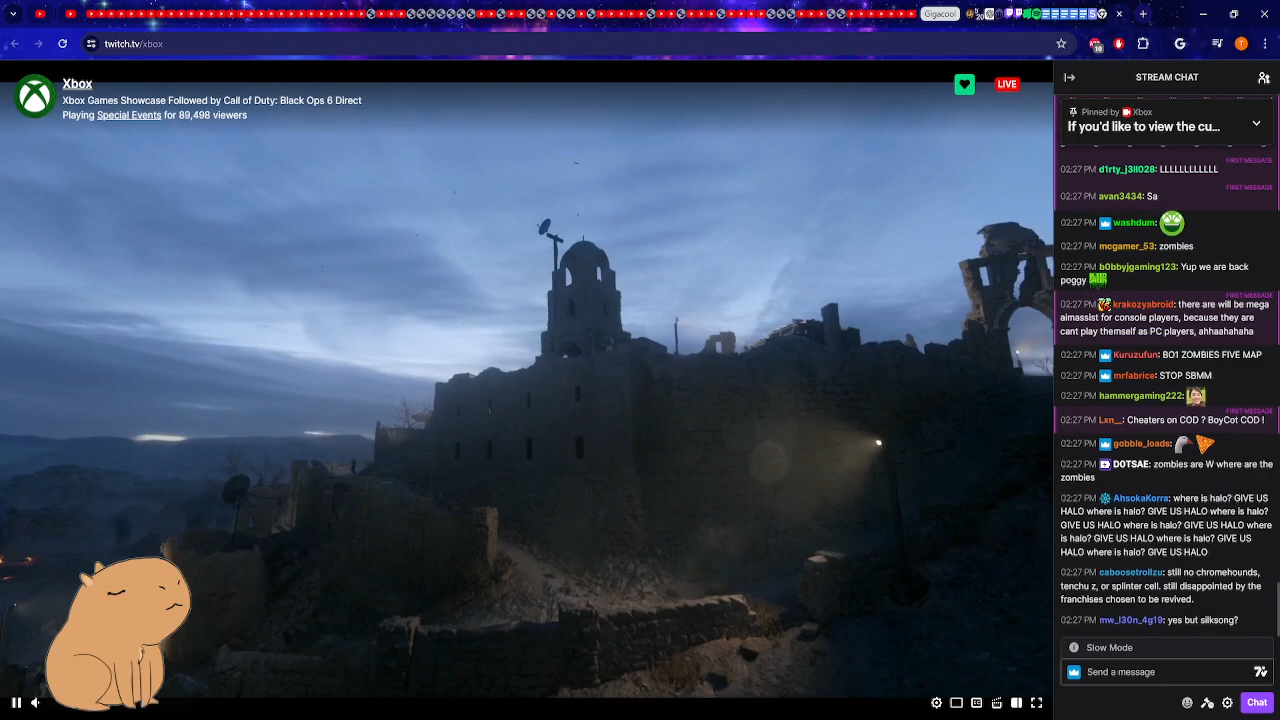 Gigacool
twitch.tv/xbox
Xbox
Xbox Games Showcase Followed by Call of Duty: Black Ops 6 Direct
Playing Special Events for 89,498 viewers
LIVE
STREAM CHAT
Pinned by Xbox
If you'd like to view the cu...
FIRST MESSAGE
02:27 PM d1rty_j3ll028: LLLLLLLLLLLL
FIRST MESSAGE
02:27 PM avan3434: Sa
02:27 PM washdum:
02:27 PM mcgamer_53: zombies
02:27 PM b0bbyjgaming123: Yup we are back
poggy
FIRST MESSAGE
02:27 PM krakozyabroid: there are will be mega
aimassist for console players, because they are
cant play themself as PC players, ahhaahahaha
02:27 PM Kuruzufun: BO1 ZOMBIES FIVE MAP
02:27 PM mrfabrice: STOP SBMM
02:27 PM hammergaming222:
FIRST MESSAGE
02:27 PM Lxn__: Cheaters on COD ? BoyCot COD !
02:27 PM gobble_loads:
02:27 PM D0TSAE: zombies are W where are the
zombies
02:27 PM AhsokaKorra: where is halo? GIVE US
HALO where is halo? GIVE US HALO where is halo?
GIVE US HALO where is halo? GIVE US HALO where
is halo? GIVE US HALO where is halo? GIVE US
HALO where is halo? GIVE US HALO
02:27 PM caboosetrollzu: still no chromehounds,
tenchu z, or splinter cell. still disappointed by the
franchises chosen to be revived.
02:27 PM mw_l30n_4g19: yes but silksong?
Slow Mode
Send a message
Chat